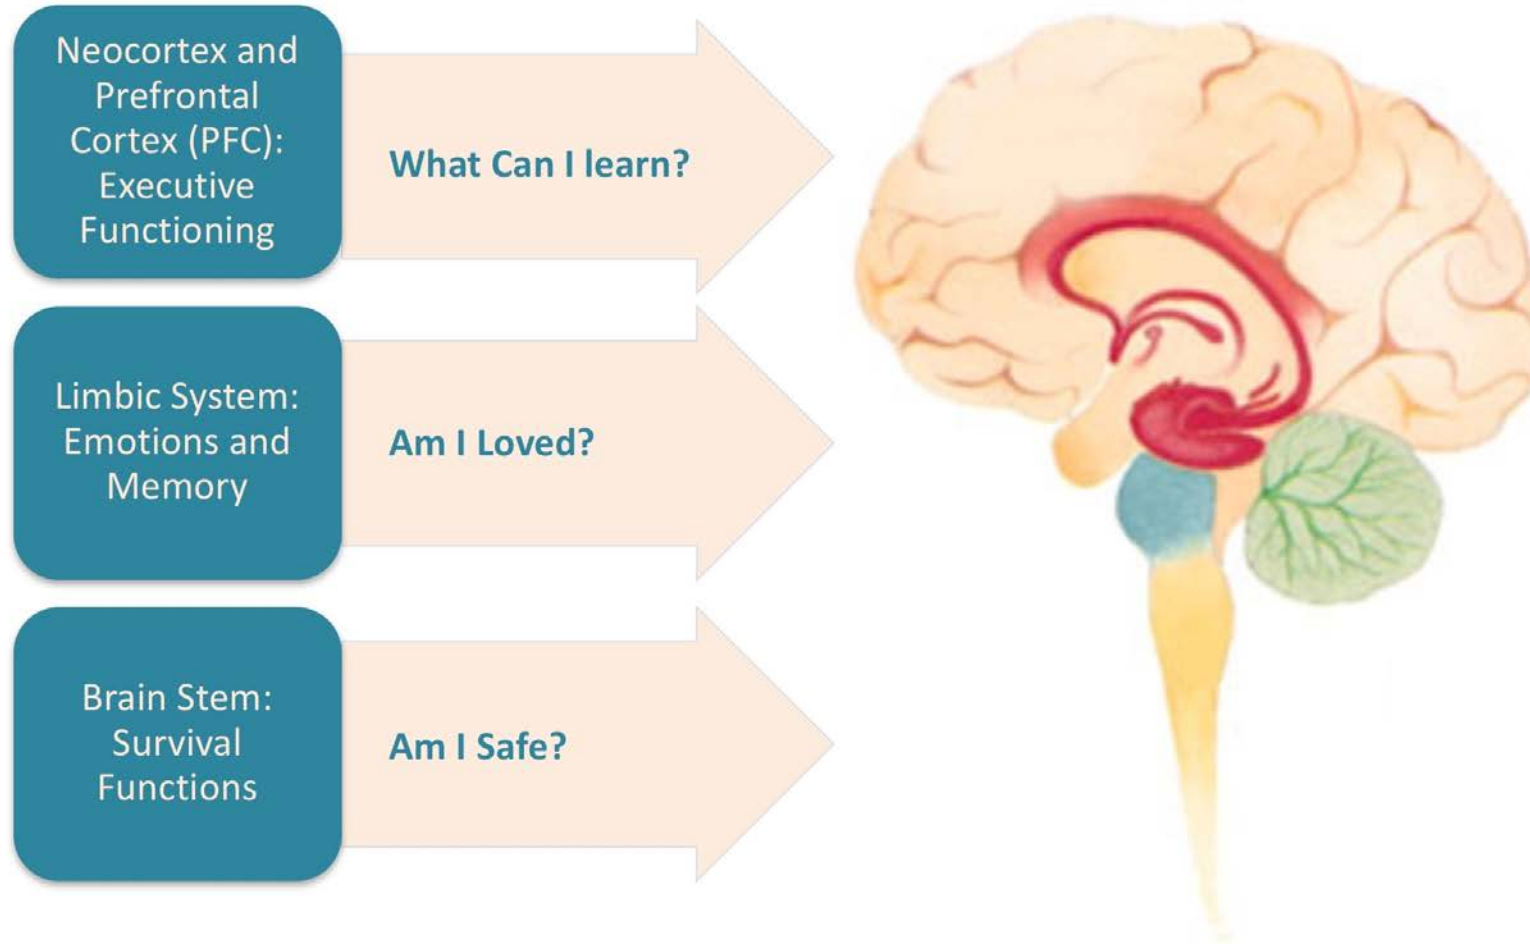 Neocortex and
Prefrontal
Cortex (PFC):
Executive
Functioning
What Can I learn?
Limbic System:
Emotions and
Memory
Am I Loved?
Brain Stem:
Survival
Functions
Am I Safe?